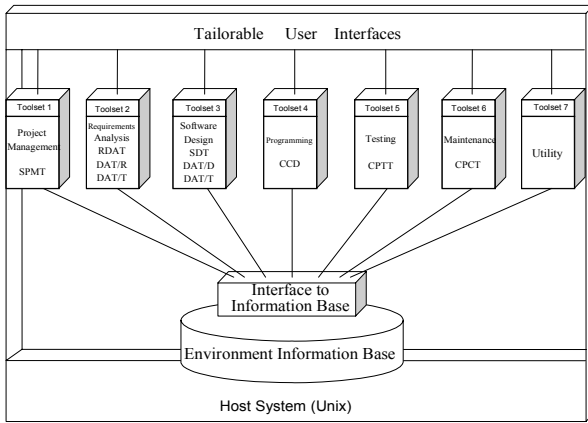 Tailorable User Interfaces
Toolset 1
Project
Management
SPMT
Toolset 2
Requirements
Analysis
RDAT
DAT/R
DAT/T
Toolset 3
Software
Design
SDT
DAT/D
DAT/T
Toolset 4
Programming
CCD
Toolset 5
Testing
CPTT
Toolset 6
Maintenance
CPCT
Toolset 7
Utility
Interface to
Information Base
Environment Information Base
Host System (Unix)